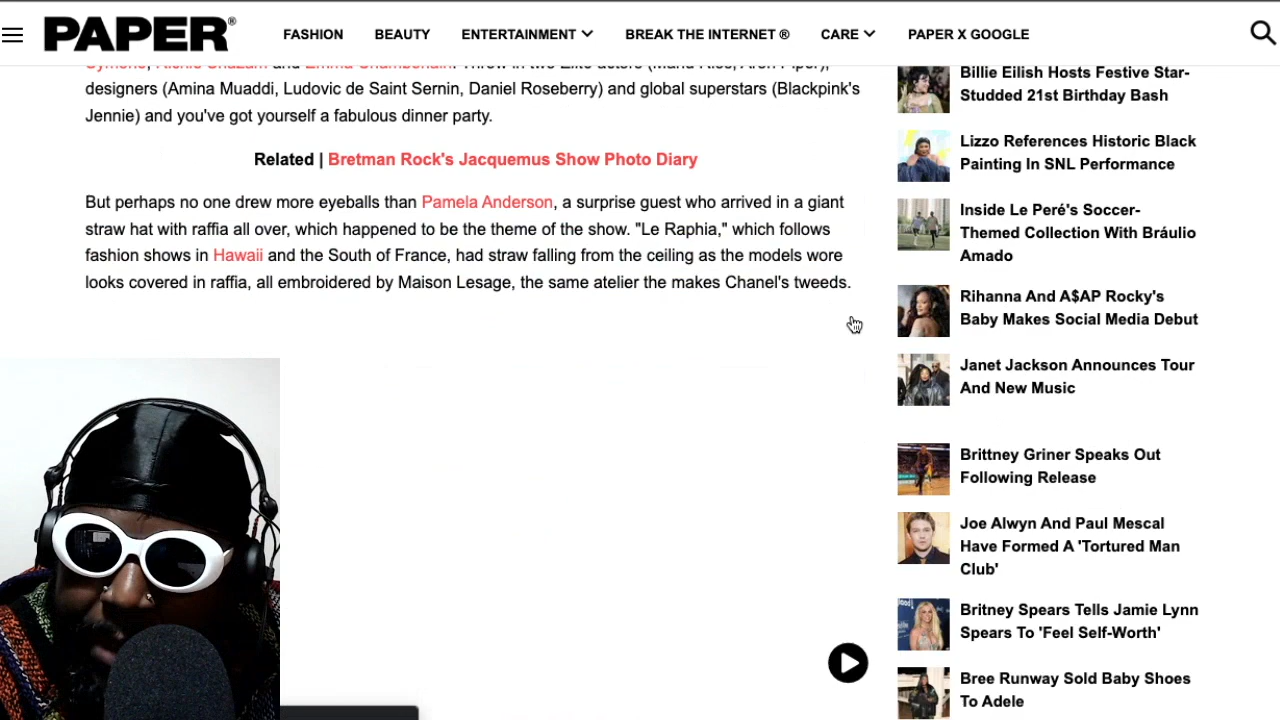 PAPER®
FASHION
BEAUTY
ENTERTAINMENT
BREAK THE INTERNET ®
CARE
PAPER X GOOGLE
designers (Amina Muaddi, Ludovic de Saint Sernin, Daniel Roseberry) and global superstars (Blackpink's
Jennie) and you've got yourself a fabulous dinner party.
Related | Bretman Rock's Jacquemus Show Photo Diary
But perhaps no one drew more eyeballs than Pamela Anderson, a surprise guest who arrived in a giant
straw hat with raffia all over, which happened to be the theme of the show. "Le Raphia," which follows
fashion shows in Hawaii and the South of France, had straw falling from the ceiling as the models wore
looks covered in raffia, all embroidered by Maison Lesage, the same atelier the makes Chanel's tweeds.
Billie Eilish Hosts Festive Star-
Studded 21st Birthday Bash
Lizzo References Historic Black
Painting In SNL Performance
Inside Le Peré's Soccer-
Themed Collection With Bráulio
Amado
Rihanna And A$AP Rocky's
Baby Makes Social Media Debut
Janet Jackson Announces Tour
And New Music
Brittney Griner Speaks Out
Following Release
Joe Alwyn And Paul Mescal
Have Formed A 'Tortured Man
Club'
Britney Spears Tells Jamie Lynn
Spears To 'Feel Self-Worth'
Bree Runway Sold Baby Shoes
To Adele